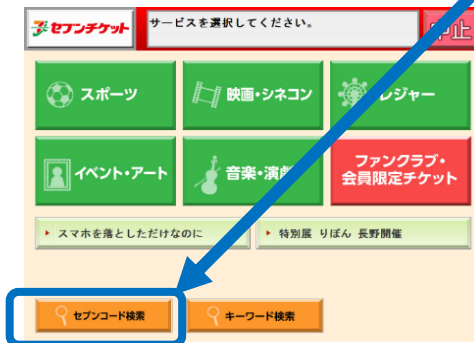 セブンチケット
サービスを選択してください。
中止
スポーツ
映画・シネコン
レジャー
イベント・アート
音楽・演劇
ファンクラブ・
会員限定チケット
スマホを落としただけなのに
特別展 りぼん 長野開催
セブンコード検索
キーワード検索